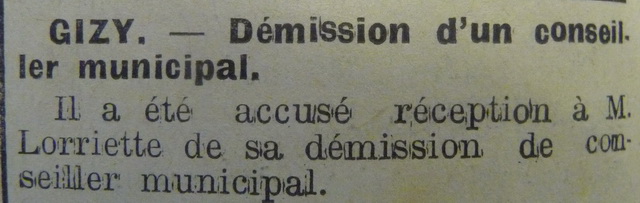 GIZY. — Démission d'un conseil-
ler municipal.
Il a été accusé réception à M.
Lorriette de sa démission de con-
seiller municipal.